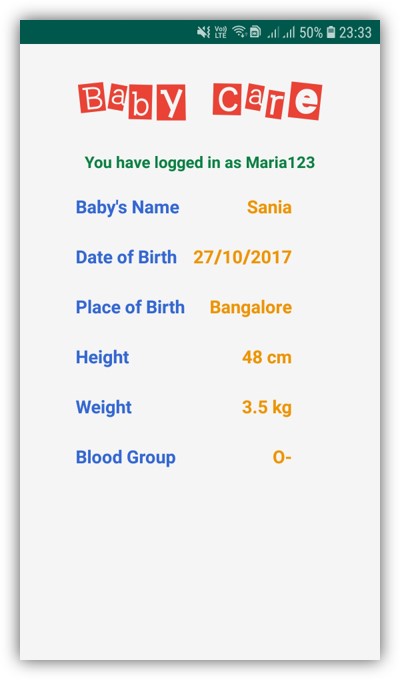 Voo) LTE 50% 23:33
Baby Care
You have logged in as Maria123
Baby's Name Sania
Date of Birth 27/10/2017
Place of Birth Bangalore
Height 48 cm
Weight 3.5 kg
Blood Group O-